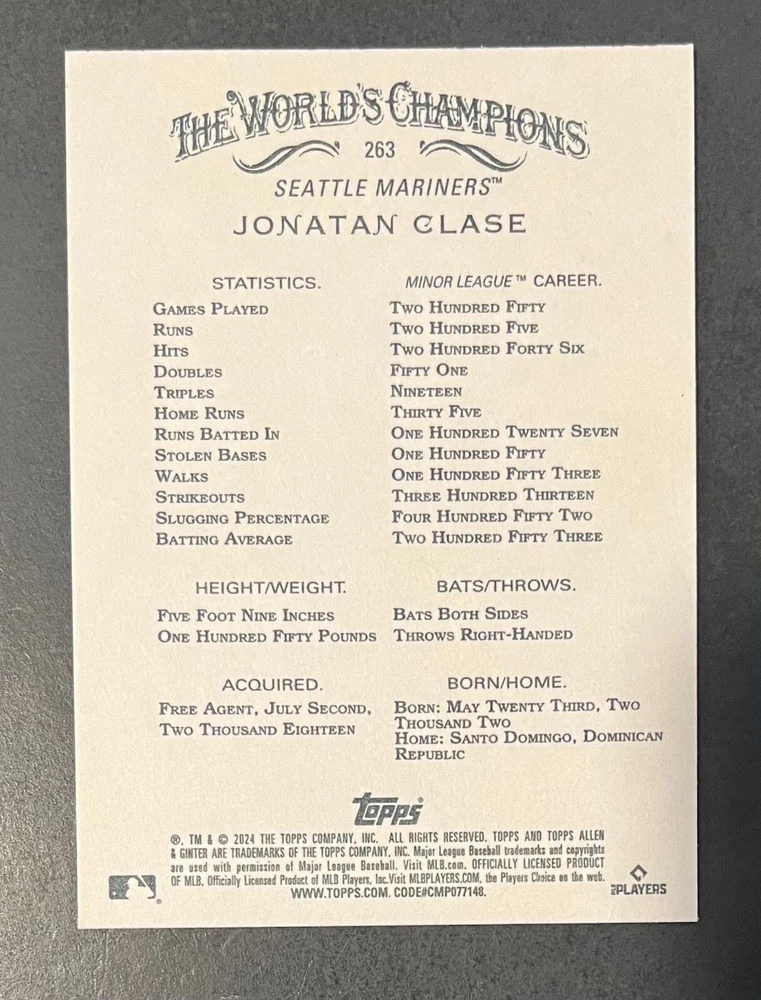 THE WORLD'S CHAMPIONS
263
SEATTLE MARINERS™
JONATAN CLASE
STATISTICS. MINOR LEAGUE™ CAREER.
GAMES PLAYED TWO HUNDRED FIFTY
RUNS TWO HUNDRED FIVE
HITS TWO HUNDRED FORTY SIX
DOUBLES FIFTY ONE
TRIPLES NINETEEN
HOME RUNS THIRTY FIVE
RUNS BATTED IN ONE HUNDRED TWENTY SEVEN
STOLEN BASES ONE HUNDRED FIFTY
WALKS ONE HUNDRED FIFTY THREE
STRIKEOUTS THREE HUNDRED THIRTEEN
SLUGGING PERCENTAGE FOUR HUNDRED FIFTY TWO
BATTING AVERAGE TWO HUNDRED FIFTY THREE
HEIGHT/WEIGHT.
FIVE FOOT NINE INCHES
ONE HUNDRED FIFTY POUNDS
BATS/THROWS.
BATS BOTH SIDES
THROWS RIGHT-HANDED
ACQUIRED.
FREE AGENT, JULY SECOND,
TWO THOUSAND EIGHTEEN
BORN/HOME.
BORN: MAY TWENTY THIRD, TWO
THOUSAND TWO
HOME: SANTO DOMINGO, DOMINICAN
REPUBLIC
topps
®, TM & © 2024 THE TOPPS COMPANY, INC. ALL RIGHTS RESERVED. TOPPS AND TOPPS ALLEN
& GINTER ARE TRADEMARKS OF THE TOPPS COMPANY, INC. Major League Baseball trademarks and copyrights
are used with permission of Major League Baseball. Visit MLB.com. OFFICIALLY LICENSED PRODUCT
OF MLB. Officially Licensed Product of MLB Players, Inc.Visit MLBPLAYERS.COM, the Players Choice on the web.
WWW.TOPPS.COM. CODE#CMP077148.
PLAYERS